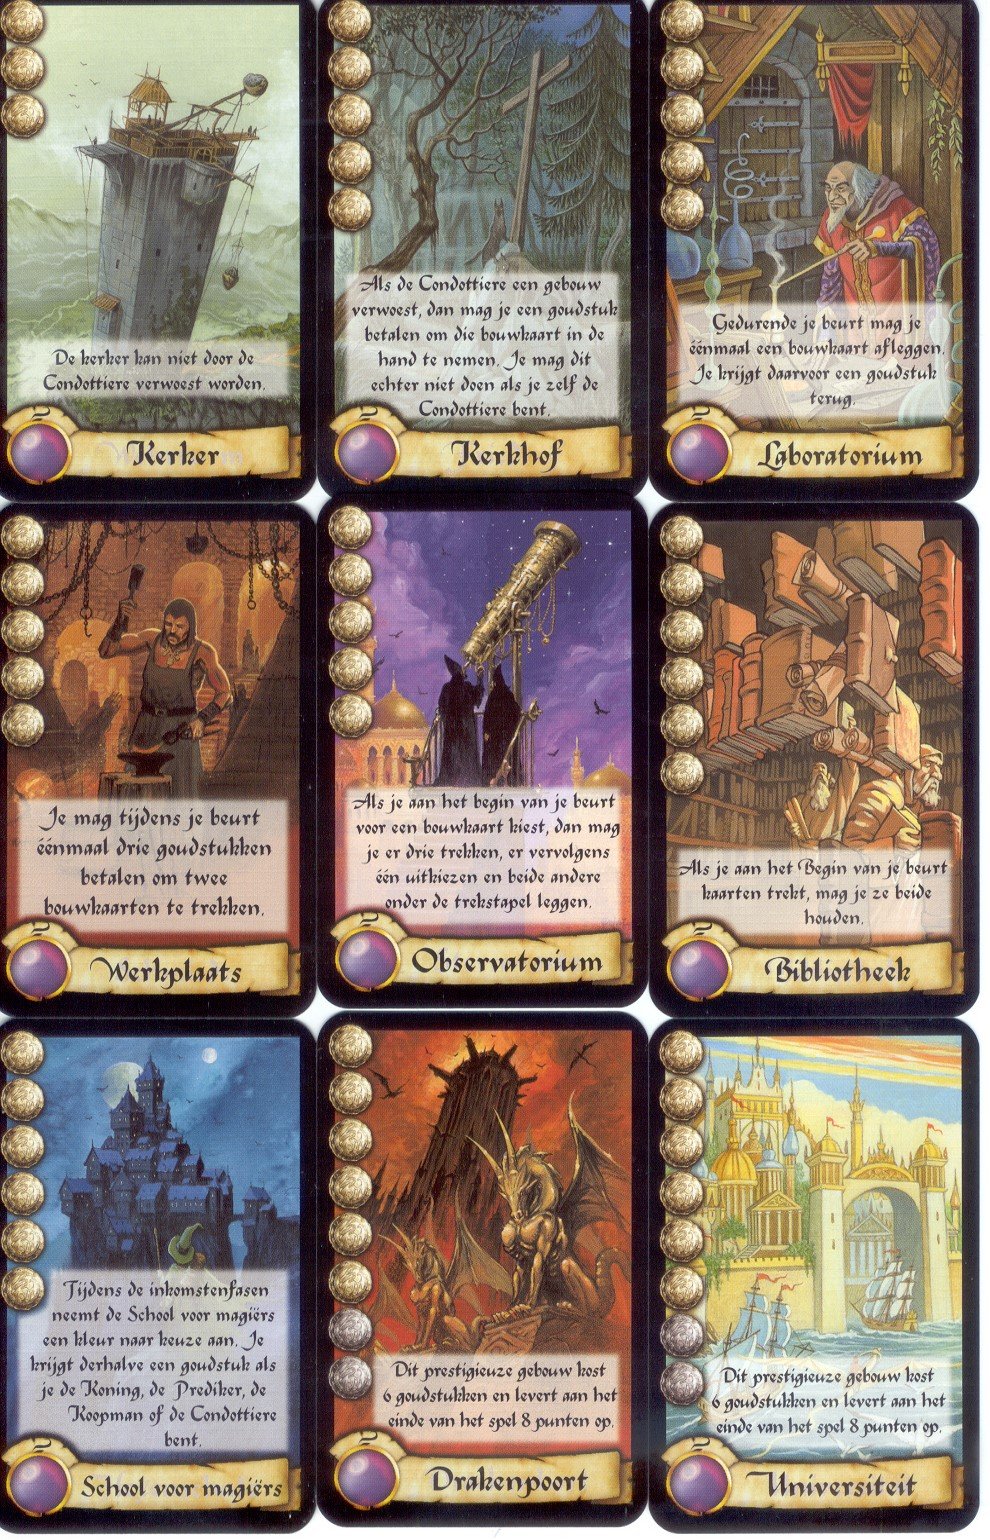 De kerker kan niet door de
Condottiere verwoest worden.
Kerker
Als de Condottiere een gebouw
verwoest, dan mag je een goudstuk
betalen om die bouwkaart in de
hand te nemen. Je mag dit
echter niet doen als je zelf de
Condottiere bent.
Kerkhof
Gedurende je beurt mag je
éénmaal een bouwkaart afleggen.
Je krijgt daarvoor een goudstuk
terug.
Laboratorium
Je mag tijdens je beurt
éénmaal drie goudstukken
betalen om twee
bouwkaarten te trekken.
Werkplaats
Als je aan het begin van je beurt
voor een bouwkaart kiest, dan mag
je er drie trekken, er vervolgens
één uitkiezen en beide andere
onder de trekstapel leggen.
Observatorium
Als je aan het Begin van je beurt
kaarten trekt, mag je ze beide
houden.
Bibliotheek
Tijdens de inkomstenfasen
neemt de School voor magiërs
een kleur naar keuze aan. Je
krijgt derhalve een goudstuk als
je de Koning, de Prediker, de
Koopman of de Condottiere
bent.
School voor magiërs
Dit prestigieuze gebouw kost
6 goudstukken en levert aan het
einde van het spel 8 punten op.
Drakenpoort
Dit prestigieuze gebouw kost
6 goudstukken en levert aan het
einde van het spel 8 punten op.
Universiteit